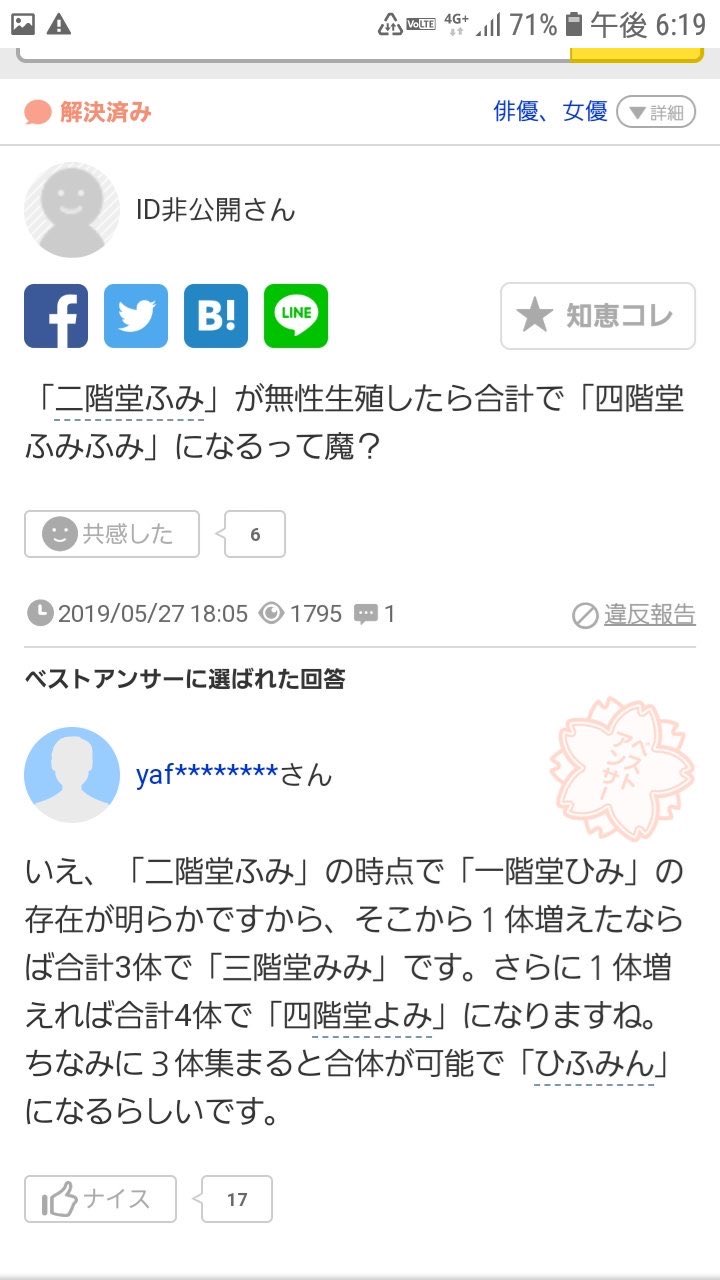 VoLTE 4G+ 71% 午後 6:19
解決済み 俳優、女優 ▼詳細
ID非公開さん
f B! LINE ★ 知恵コレ
「二階堂ふみ」が無性生殖したら合計で「四階堂
ふみふみ」になるって魔？
共感した 6
2019/05/27 18:05 1795 1 違反報告
ベストアンサーに選ばれた回答
ベスト
アンサー
yaf********さん
いえ、「二階堂ふみ」の時点で「一階堂ひみ」の
存在が明らかですから、そこから１体増えたなら
ば合計3体で「三階堂みみ」です。さらに１体増
えれば合計4体で「四階堂よみ」になりますね。
ちなみに３体集まると合体が可能で「ひふみん」
になるらしいです。
ナイス 17